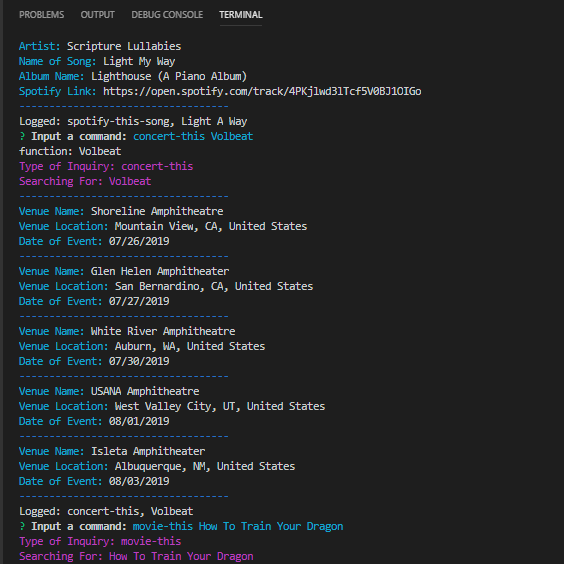 PROBLEMS OUTPUT DEBUG CONSOLE TERMINAL
Artist: Scripture Lullabies
Name of Song: Light My Way
Album Name: Lighthouse (A Piano Album)
Spotify Link: https://open.spotify.com/track/4PKjlwd3lTcf5V0BJ1OIGo
-----------------------------------
Logged: spotify-this-song, Light A Way
? Input a command: concert-this Volbeat
function: Volbeat
Type of Inquiry: concert-this
Searching For: Volbeat
-----------------------------------
Venue Name: Shoreline Amphitheatre
Venue Location: Mountain View, CA, United States
Date of Event: 07/26/2019
-----------------------------------
Venue Name: Glen Helen Amphitheater
Venue Location: San Bernardino, CA, United States
Date of Event: 07/27/2019
-----------------------------------
Venue Name: White River Amphitheatre
Venue Location: Auburn, WA, United States
Date of Event: 07/30/2019
-----------------------------------
Venue Name: USANA Amphitheatre
Venue Location: West Valley City, UT, United States
Date of Event: 08/01/2019
-----------------------------------
Venue Name: Isleta Amphitheater
Venue Location: Albuquerque, NM, United States
Date of Event: 08/03/2019
-----------------------------------
Logged: concert-this, Volbeat
? Input a command: movie-this How To Train Your Dragon
Type of Inquiry: movie-this
Searching For: How To Train Your Dragon